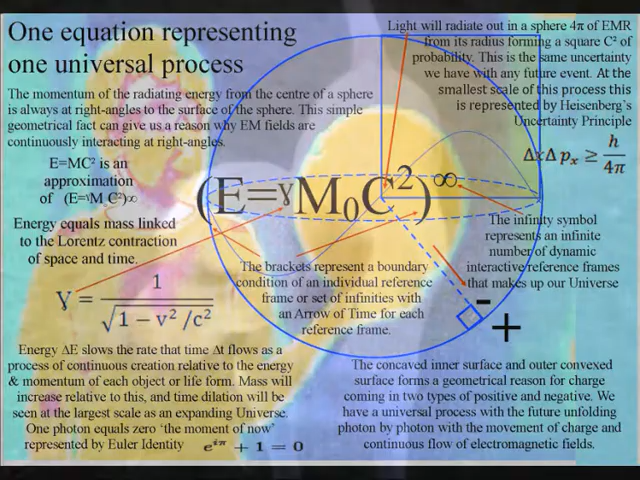 One equation representing
one universal process
The momentum of the radiating energy from the centre of a sphere
is always at right-angles to the surface of the sphere. This simple
geometrical fact can give us a reason why EM fields are
continuously interacting at right-angles.
E=MC² is an
approximation
of (E=γM C²)∞
Energy equals mass linked
to the Lorentz contraction
of space and time.
γ = 1 / √(1 − v²/c²)
Light will radiate out in a sphere 4π of EMR
from its radius forming a square C² of
probability. This is the same uncertainty
we have with any future event. At the
smallest scale of this process this
is represented by Heisenberg's
Uncertainty Principle
Δx Δ pₓ ≥ h / 4π
(E=γM₀C²)∞
The infinity symbol
represents an infinite
number of dynamic
interactive reference frames
that makes up our Universe
The brackets represent a boundary
condition of an individual reference
frame or set of infinities with
an Arrow of Time for each
reference frame.
-
+
Energy ΔE slows the rate that time Δt flows as a
process of continuous creation relative to the energy
& momentum of each object or life form. Mass will
increase relative to this, and time dilation will be
seen at the largest scale as an expanding Universe.
One photon equals zero 'the moment of now'
represented by Euler Identity e^iπ + 1 = 0
The concaved inner surface and outer convexed
surface forms a geometrical reason for charge
coming in two types of positive and negative. We
have a universal process with the future unfolding
photon by photon with the movement of charge and
continuous flow of electromagnetic fields.